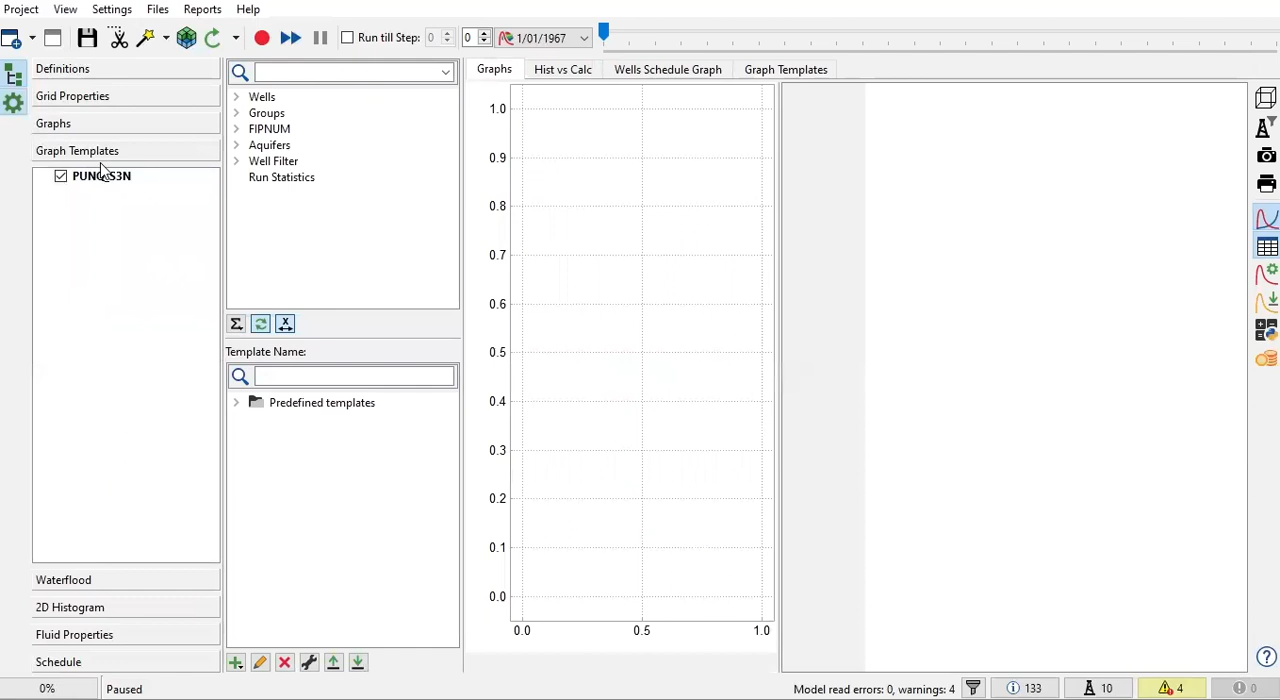 Project View Settings Files Reports Help
Run till Step: 0 0 1/01/1967
Definitions
Grid Properties
Graphs
Graph Templates
Waterflood
2D Histogram
Fluid Properties
Schedule
Wells
Groups
FIPNUM
Aquifers
Well Filter
Run Statistics
Template Name:
Predefined templates
Graphs Hist vs Calc Wells Schedule Graph Graph Templates
1.0
0.9
0.8
0.7
0.6
0.5
0.4
0.3
0.2
0.1
0.0
0.0 0.5 1.0
0% Paused Model read errors: 0, warnings: 4 133 10 4 0